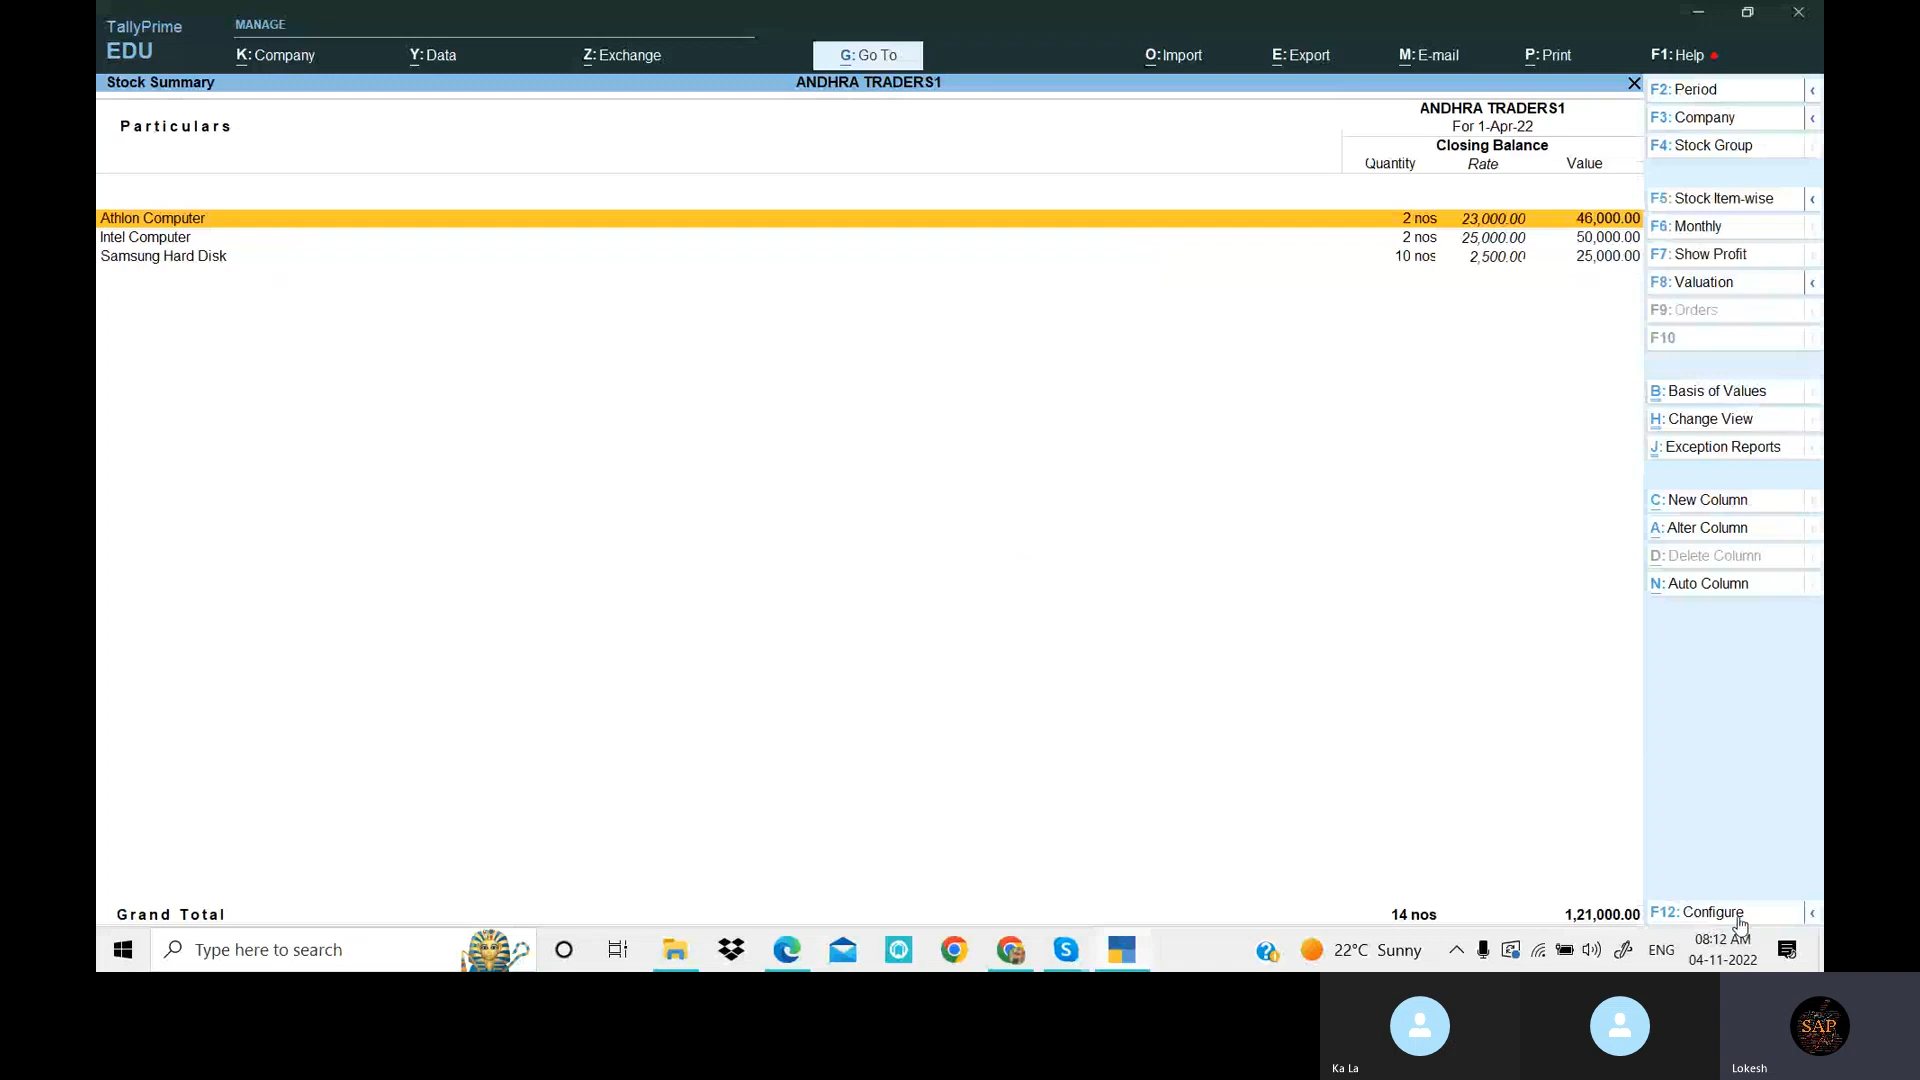 TallyPrime
EDU
MANAGE
K: Company
Y: Data
Z: Exchange
G: Go To
O: Import
E: Export
M: E-mail
P: Print
F1: Help
Stock Summary
ANDHRA TRADERS1
Particulars
ANDHRA TRADERS1
For 1-Apr-22
Closing Balance
Quantity Rate Value
Athlon Computer 2 nos 23,000.00 46,000.00
Intel Computer 2 nos 25,000.00 50,000.00
Samsung Hard Disk 10 nos 2,500.00 25,000.00
Grand Total 14 nos 1,21,000.00
F2: Period
F3: Company
F4: Stock Group
F5: Stock Item-wise
F6: Monthly
F7: Show Profit
F8: Valuation
F9: Orders
F10
B: Basis of Values
H: Change View
J: Exception Reports
C: New Column
A: Alter Column
D: Delete Column
N: Auto Column
F12: Configure
Type here to search
22°C Sunny
ENG
08:12 AM
04-11-2022
Ka La
SAP
Lokesh